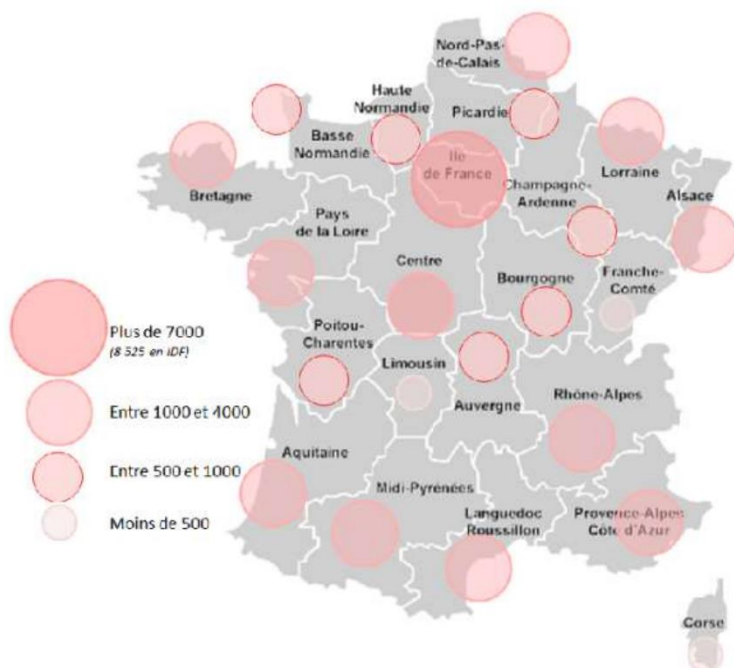 Nord-Pas-
de-Calais
Haute
Normandie
Picardie
Basse
Normandie
Ile
de France
Lorraine
Champagne-
Ardenne
Alsace
Bretagne
Pays
de la Loire
Centre
Bourgogne
Franche-
Comté
Plus de 7000
(8 525 en IDF)
Poitou-
Charentes
Limousin
Entre 1000 et 4000
Auvergne
Rhône-Alpes
Aquitaine
Entre 500 et 1000
Midi-Pyrénées
Languedoc
Roussillon
Provence-Alpes
Côte d'Azur
Moins de 500
Corse